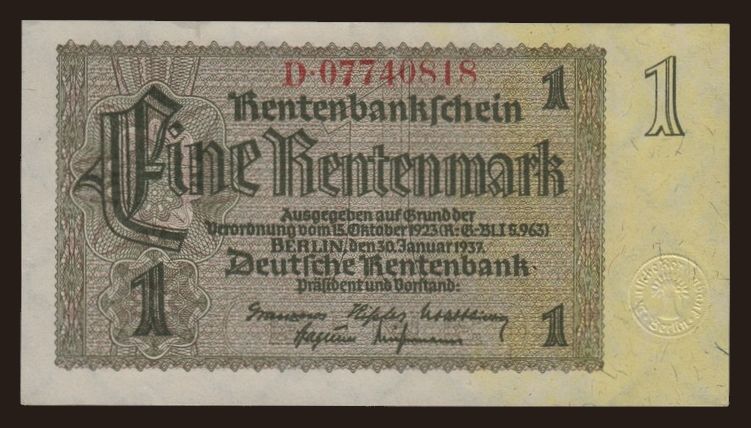 D·07740818
1
1
Rentenbankschein
Eine Rentenmark
Ausgegeben auf Grund der
Verordnung vom 15. Oktober 1923 (R.-G.-Bl I S. 963)
BERLIN, den 30. Januar 1937.
Deutsche Rentenbank
Präsident und Vorstand:
1
1